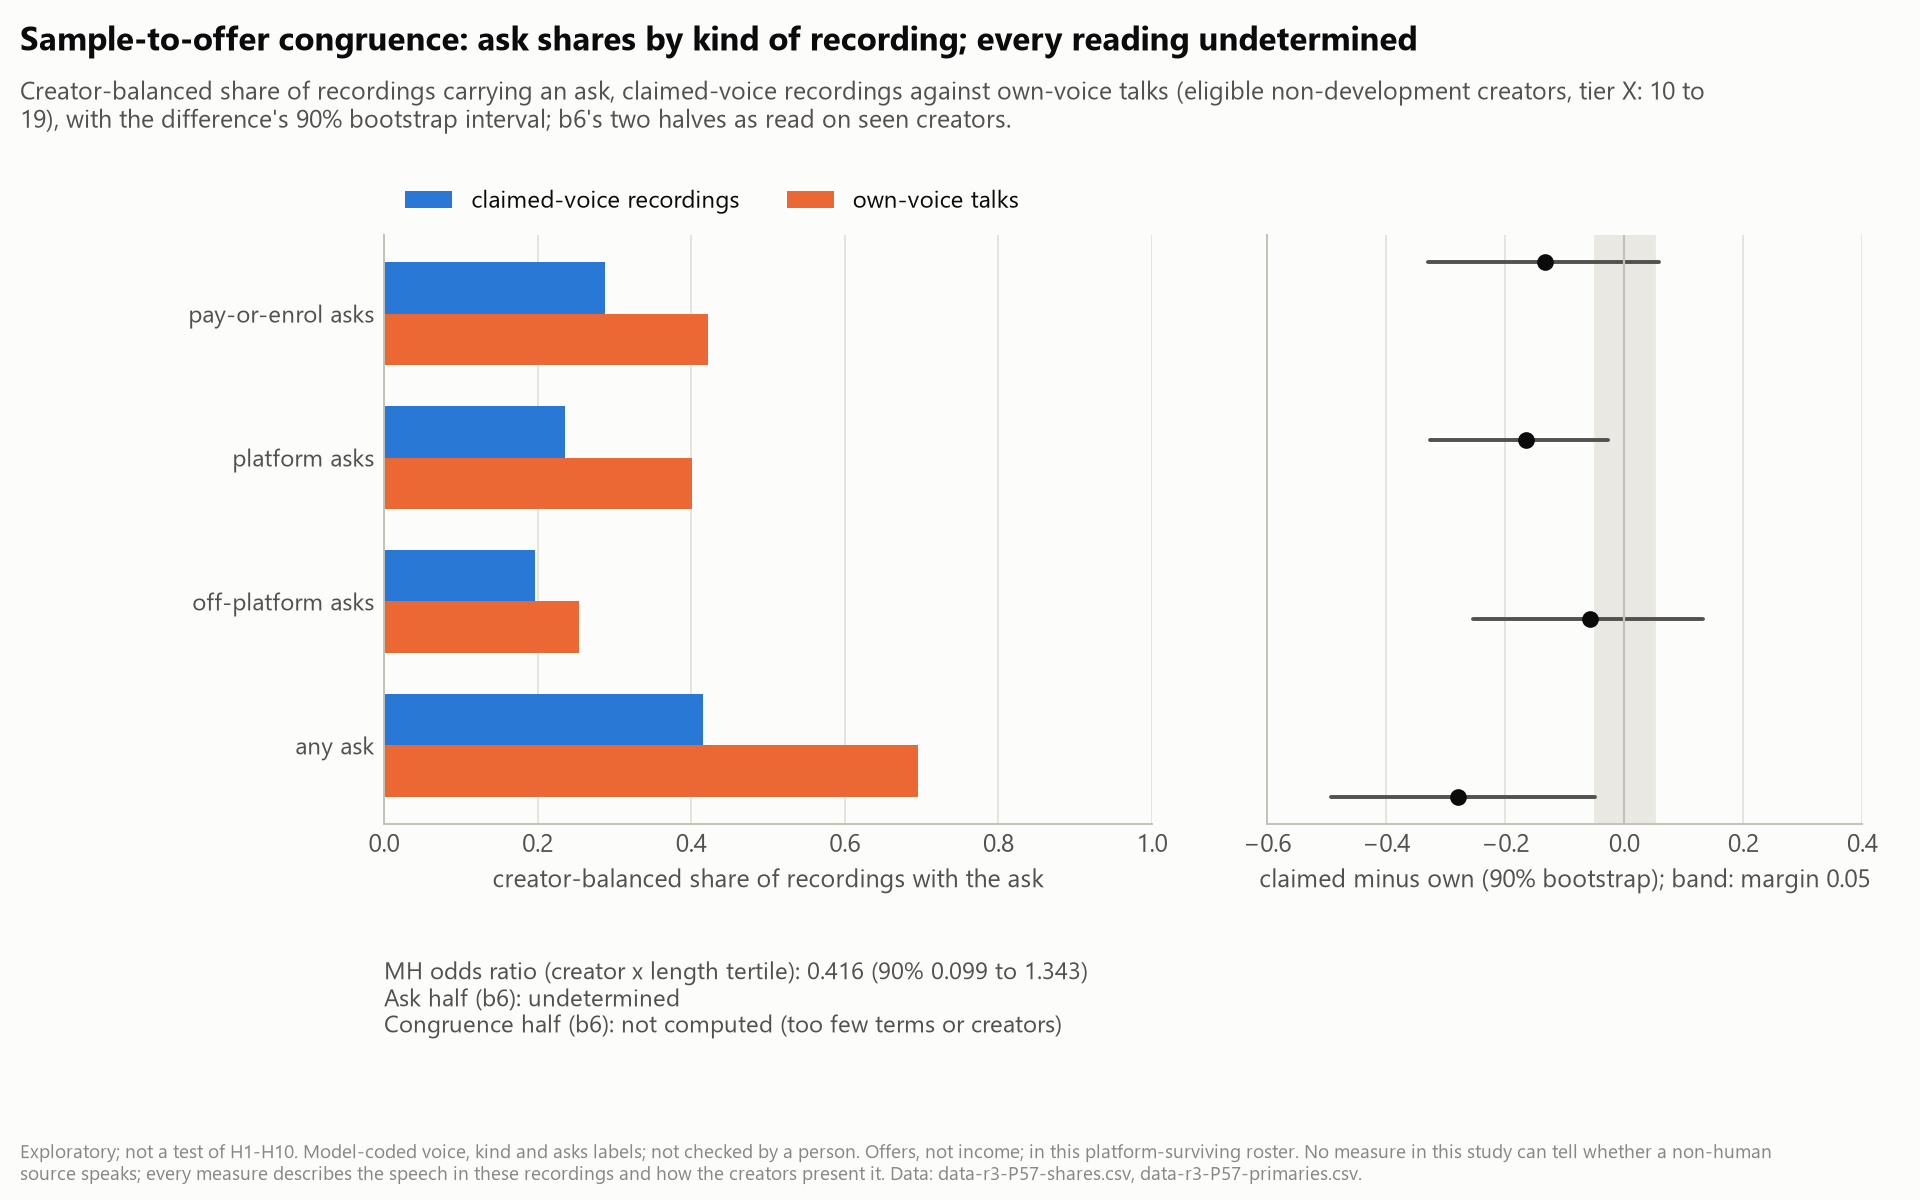 Sample-to-offer congruence: ask shares by kind of recording; every reading undetermined
Creator-balanced share of recordings carrying an ask, claimed-voice recordings against own-voice talks (eligible non-development creators, tier X: 10 to
19), with the difference's 90% bootstrap interval; b6's two halves as read on seen creators.
claimed-voice recordings
own-voice talks
pay-or-enrol asks
platform asks
off-platform asks
any ask
0.0 0.2 0.4 0.6 0.8 1.0
creator-balanced share of recordings with the ask
−0.6 −0.4 −0.2 0.0 0.2 0.4
claimed minus own (90% bootstrap); band: margin 0.05
MH odds ratio (creator x length tertile): 0.416 (90% 0.099 to 1.343)
Ask half (b6): undetermined
Congruence half (b6): not computed (too few terms or creators)
Exploratory; not a test of H1-H10. Model-coded voice, kind and asks labels; not checked by a person. Offers, not income; in this platform-surviving roster. No measure in this study can tell whether a non-human
source speaks; every measure describes the speech in these recordings and how the creators present it. Data: data-r3-P57-shares.csv, data-r3-P57-primaries.csv.